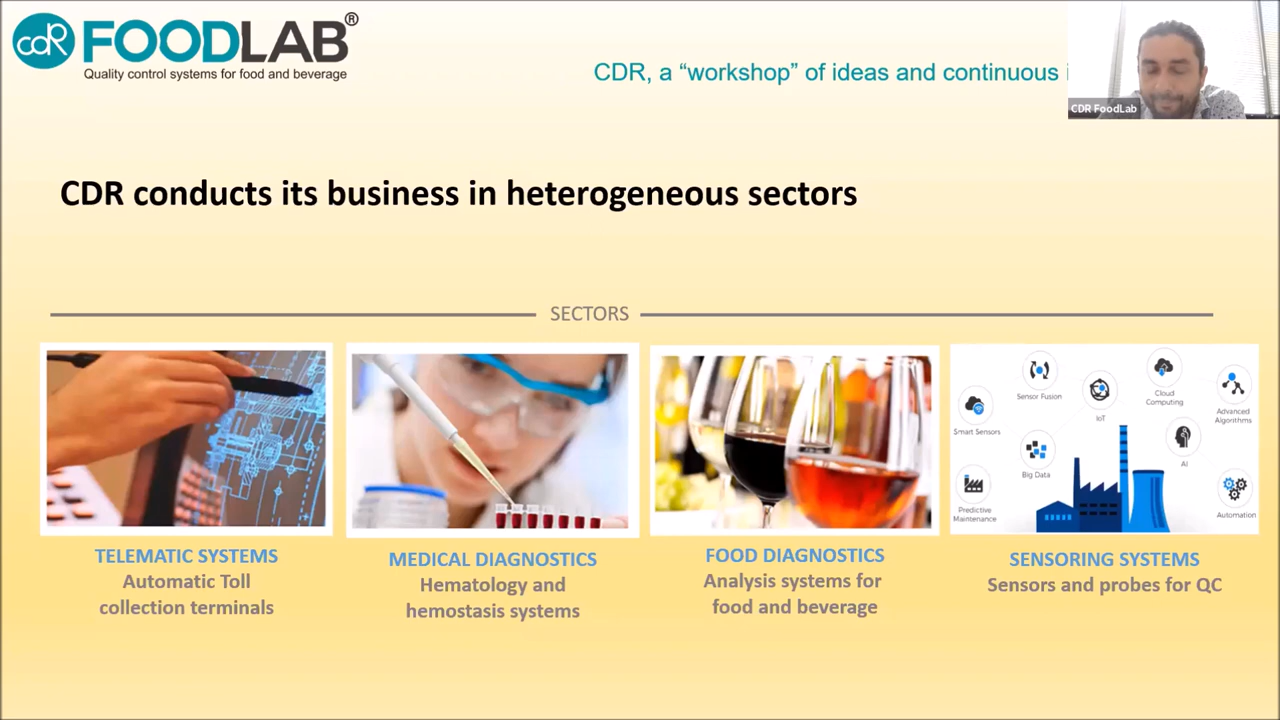 cdR FOODLAB®
Quality control systems for food and beverage
CDR, a “workshop” of ideas and continuous
CDR FoodLab
CDR conducts its business in heterogeneous sectors
SECTORS
Sensor Fusion
Cloud
Computing
Advanced
Algorithms
Smart Sensors
IoT
Big Data
AI
Predictive
Maintenance
Automation
TELEMATIC SYSTEMS
Automatic Toll
collection terminals
MEDICAL DIAGNOSTICS
Hematology and
hemostasis systems
FOOD DIAGNOSTICS
Analysis systems for
food and beverage
SENSORING SYSTEMS
Sensors and probes for QC